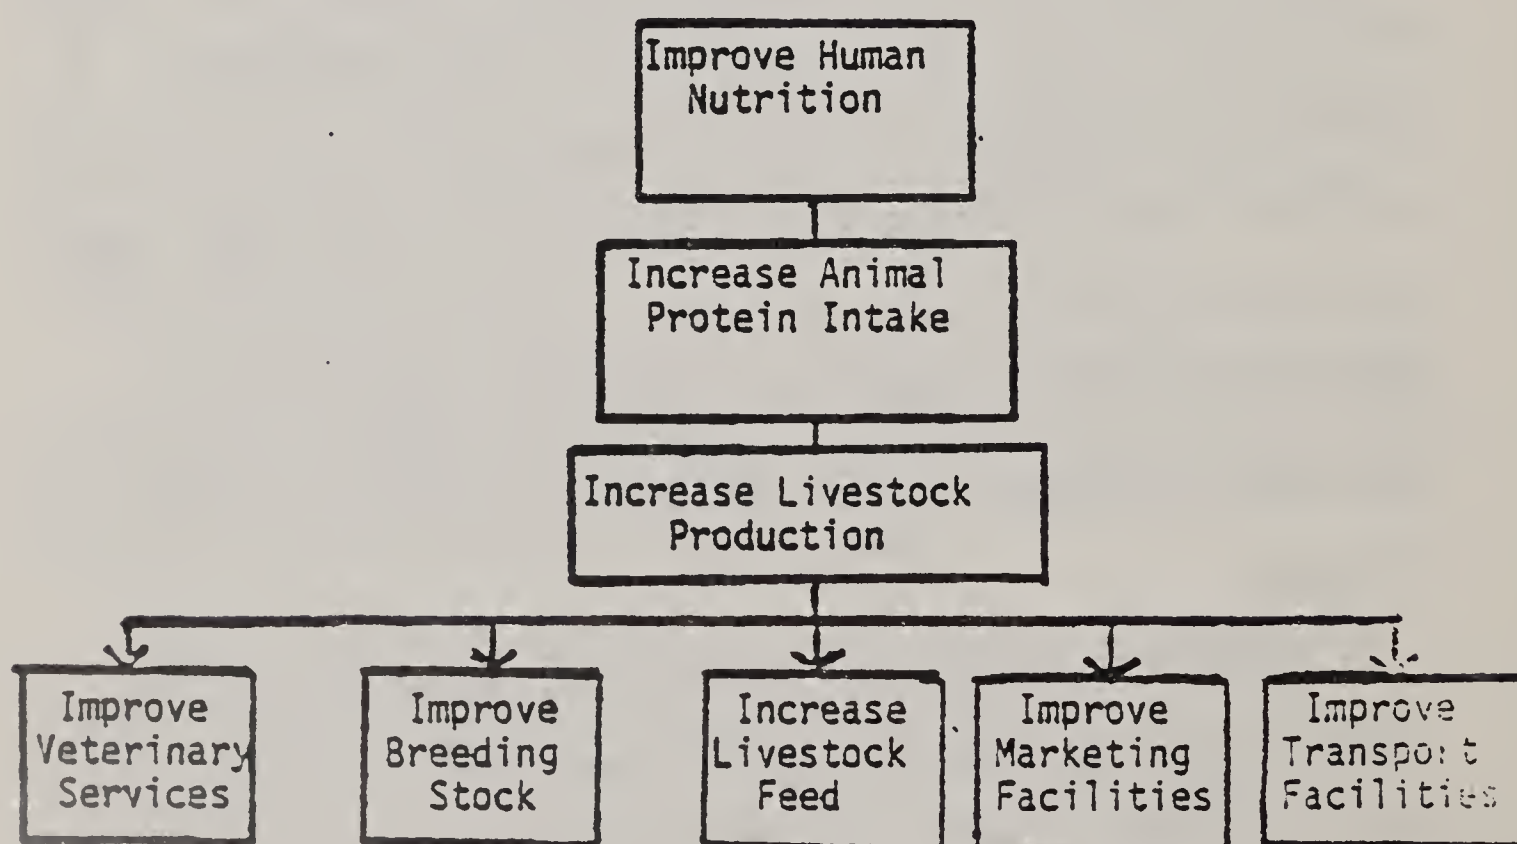 Improve Human
Nutrition
Increase Animal
Protein Intake
Increase Livestock
Production
Improve
Veterinary
Services
Improve
Breeding
Stock
Increase
Livestock
Feed
Improve
Marketing
Facilities
Improve
Transport
Facilities